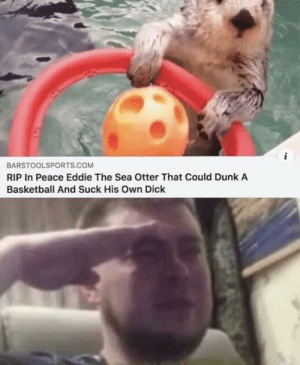 BARSTOOLSPORTS.COM
RIP In Peace Eddie The Sea Otter That Could Dunk A
Basketball And Suck His Own Dick
i